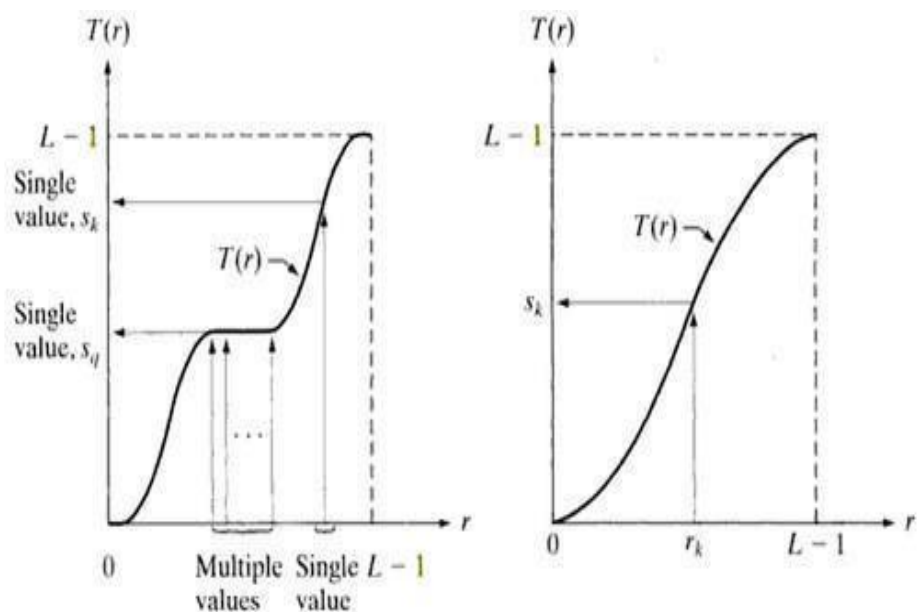 T(r)
L − 1
Single
value, s_k
T(r)
Single
value, s_q
. . .
r
0
Multiple
values
Single
value
L − 1
T(r)
L − 1
T(r)
s_k
r
0
r_k
L − 1